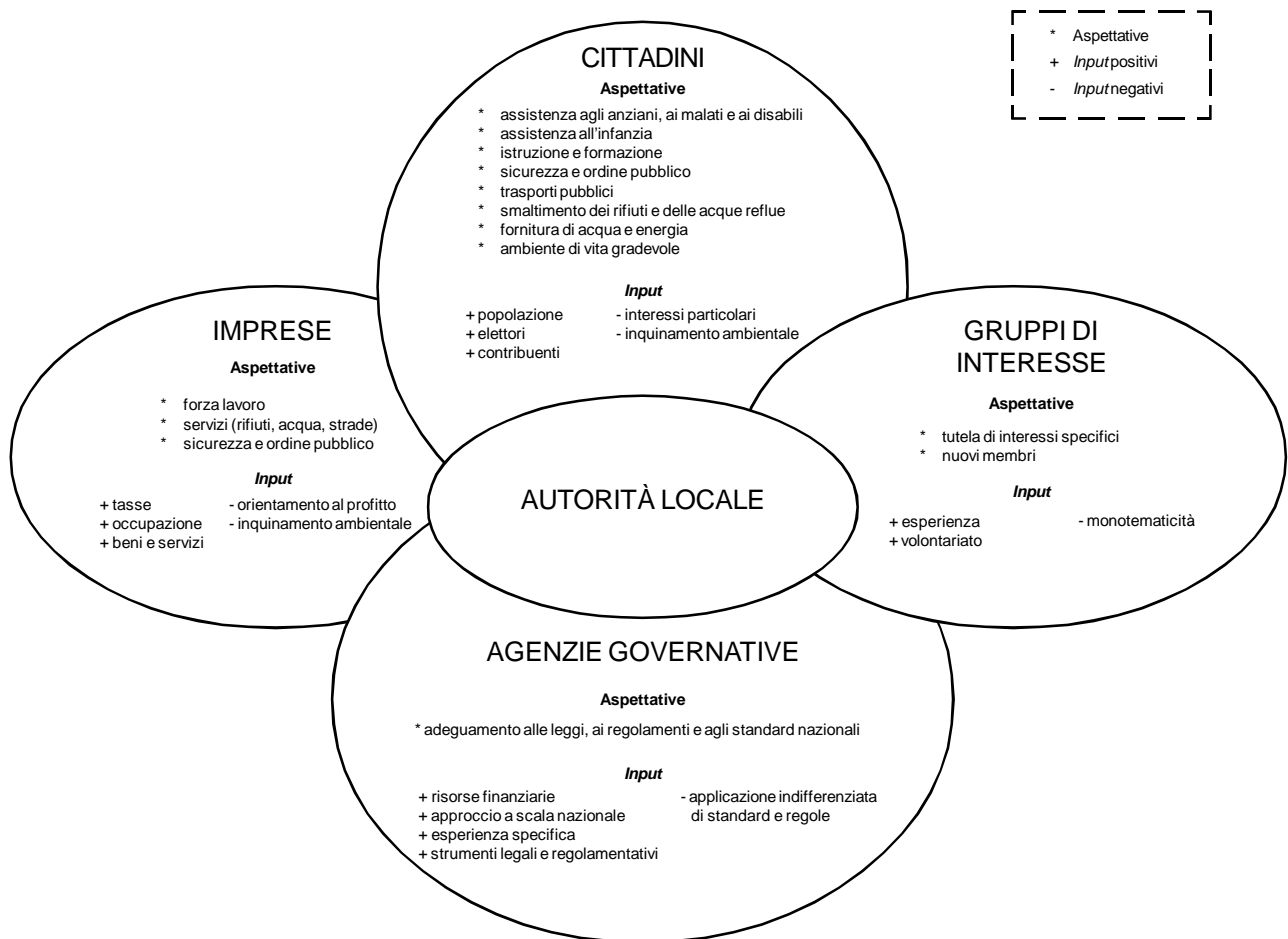 * Aspettative
+ Input positivi
- Input negativi
CITTADINI
Aspettative
* assistenza agli anziani, ai malati e ai disabili
* assistenza all'infanzia
* istruzione e formazione
* sicurezza e ordine pubblico
* trasporti pubblici
* smaltimento dei rifiuti e delle acque reflue
* fornitura di acqua e energia
* ambiente di vita gradevole
Input
+ popolazione - interessi particolari
+ elettori - inquinamento ambientale
+ contribuenti
IMPRESE
Aspettative
* forza lavoro
* servizi (rifiuti, acqua, strade)
* sicurezza e ordine pubblico
Input
+ tasse - orientamento al profitto
+ occupazione - inquinamento ambientale
+ beni e servizi
GRUPPI DI
INTERESSE
Aspettative
* tutela di interessi specifici
* nuovi membri
Input
+ esperienza - monotematicità
+ volontariato
AUTORITÀ LOCALE
AGENZIE GOVERNATIVE
Aspettative
* adeguamento alle leggi, ai regolamenti e agli standard nazionali
Input
+ risorse finanziarie - applicazione indifferenziata
+ approccio a scala nazionale di standard e regole
+ esperienza specifica
+ strumenti legali e regolamentativi